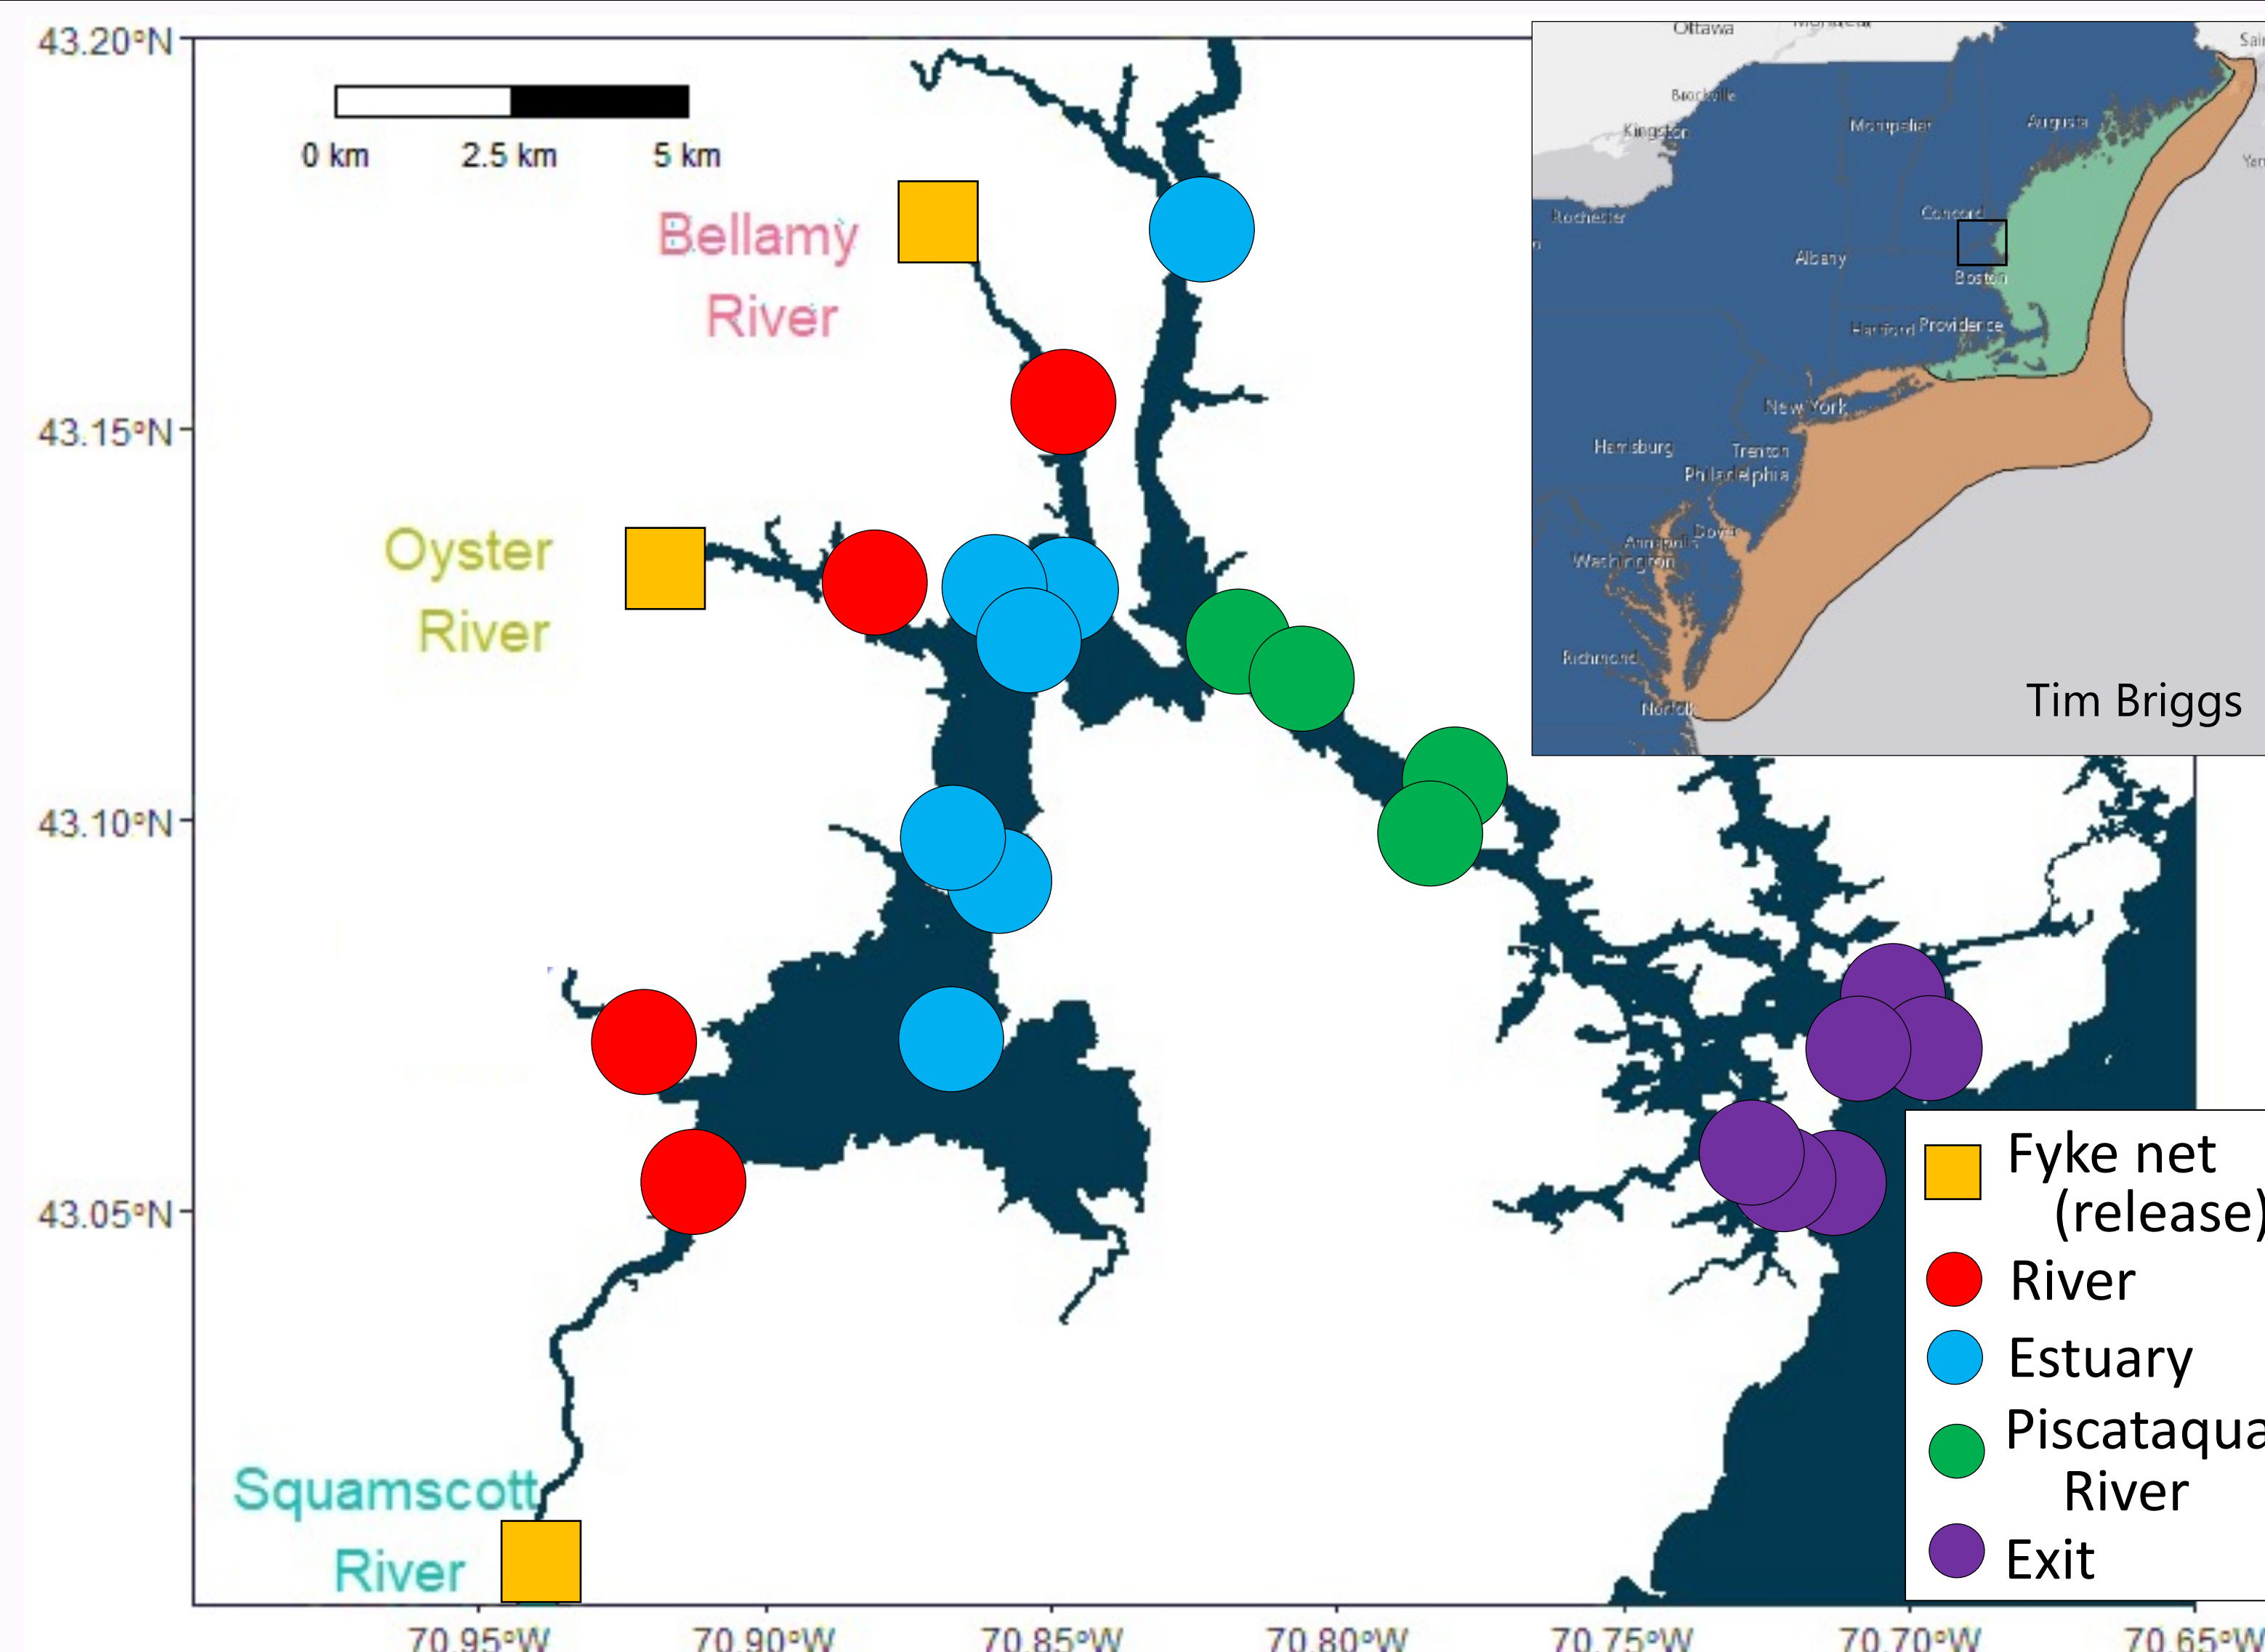 43.20°N
43.15°N
43.10°N
43.05°N
0 km 2.5 km 5 km
Bellamy
River
Oyster
River
Squamscott
River
70.95°W 70.90°W 70.85°W 70.80°W 70.75°W 70.70°W 70.65°W
Ottawa
Brockville
Kingston
Montpelier
Augusta
Rochester
Concord
Albany
Boston
Hartford Providence
New York
Harrisburg
Trenton
Philadelphia
Dover
Annapolis
Washington
Richmond
Norfolk
Tim Briggs
Fyke net
(release)
River
Estuary
Piscataqua
River
Exit